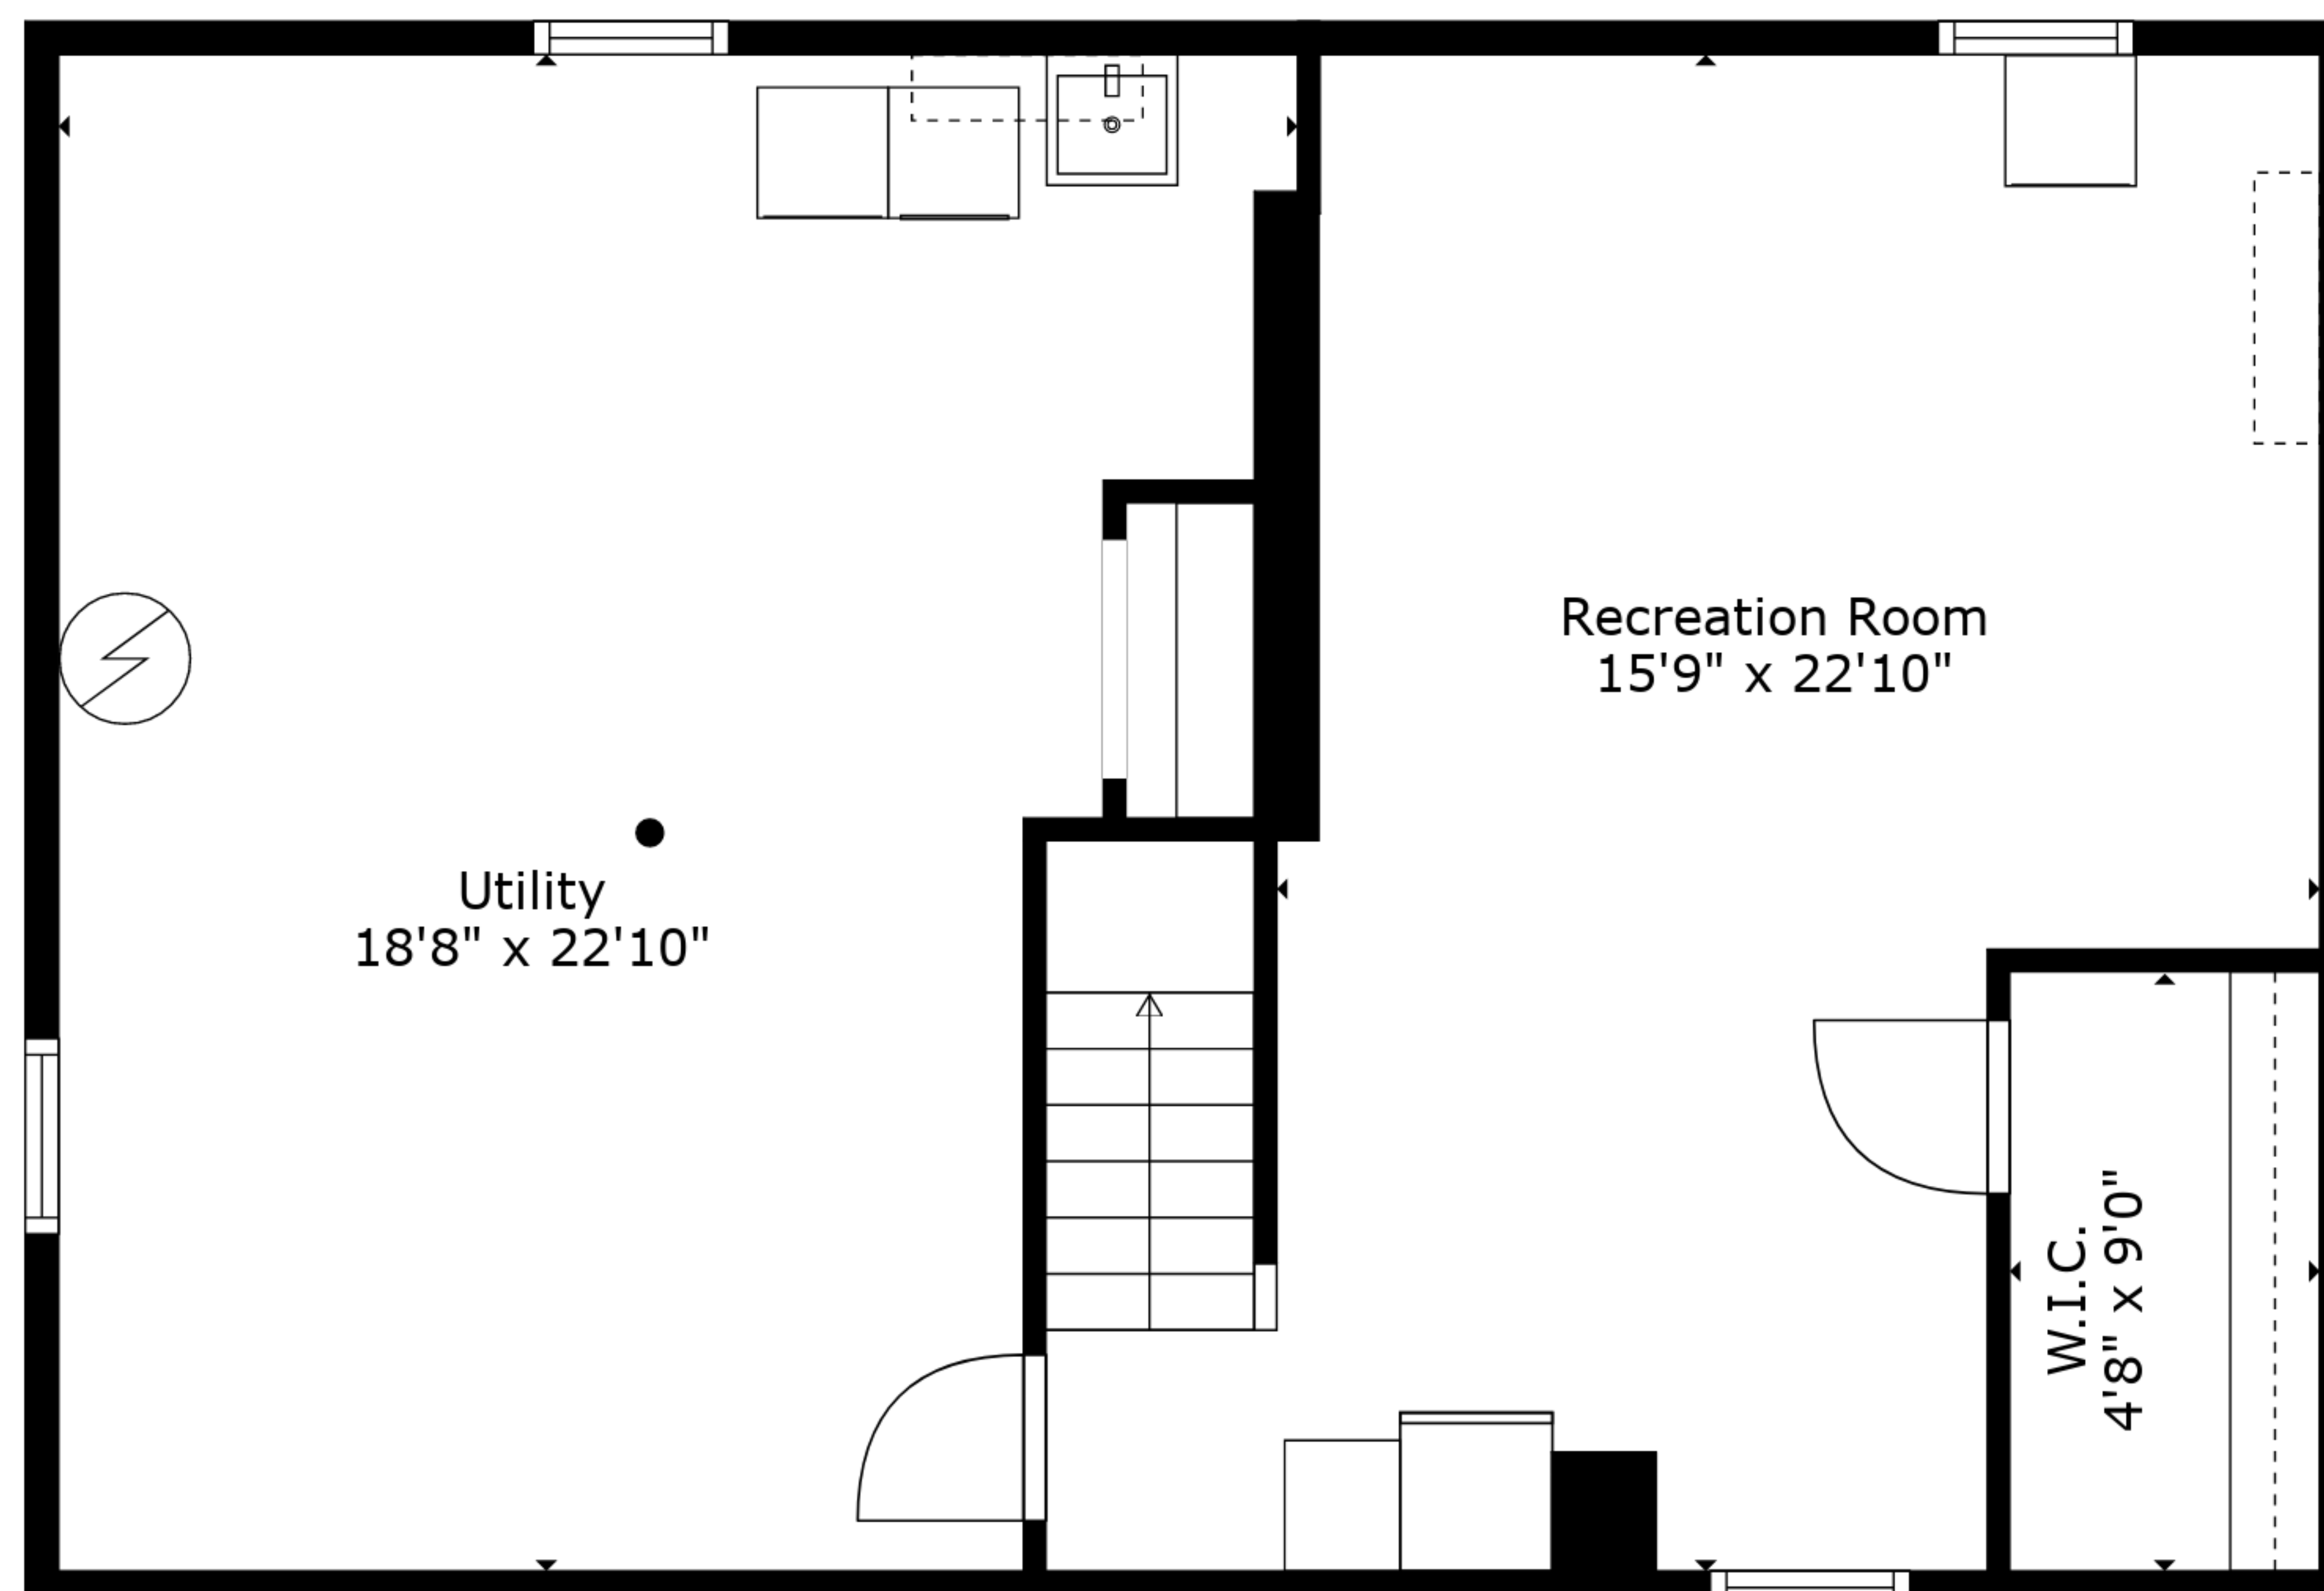 Recreation Room
15'9" x 22'10"
Utility
18'8" x 22'10"
W.I.C.
4'8" x 9'0"